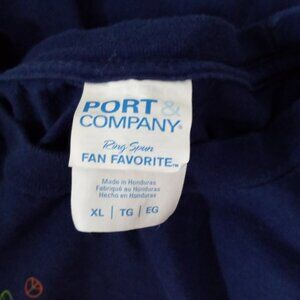 PORT &
COMPANY®
Ring Spun
FAN FAVORITE™
Made in Honduras
Fabriqué au Honduras
Hecho en Honduras
XL | TG | EG